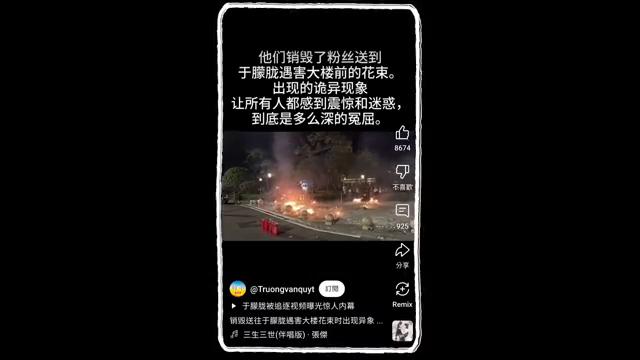 他们销毁了粉丝送到
于朦胧遇害大楼前的花束。
出现的诡异现象
让所有人都感到震惊和迷惑，
到底是多么深的冤屈。
8674
不喜歡
925
分享
Remix
@Truongvanquyt
訂閱
于朦胧被追逐视频曝光惊人内幕
销毁送往于朦胧遇害大楼花束时出现异象 ...
三生三世(伴唱版) · 張傑